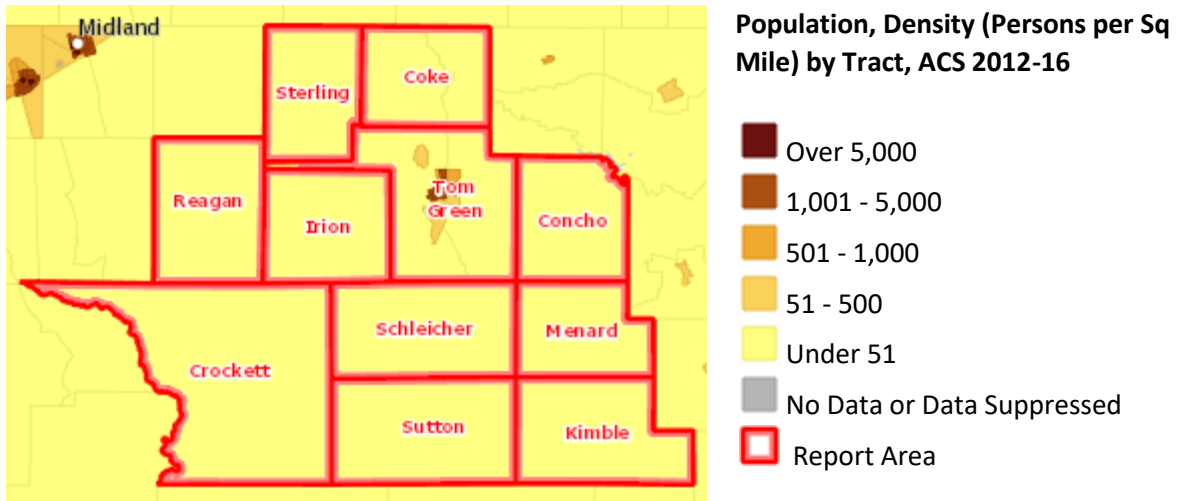 Midland
Coke
Sterling
Reagan
Tom
Green
Irion
Concho
Schleicher
Menard
Crockett
Sutton
Kimble
Population, Density (Persons per Sq
Mile) by Tract, ACS 2012-16
Over 5,000
1,001 - 5,000
501 - 1,000
51 - 500
Under 51
No Data or Data Suppressed
Report Area